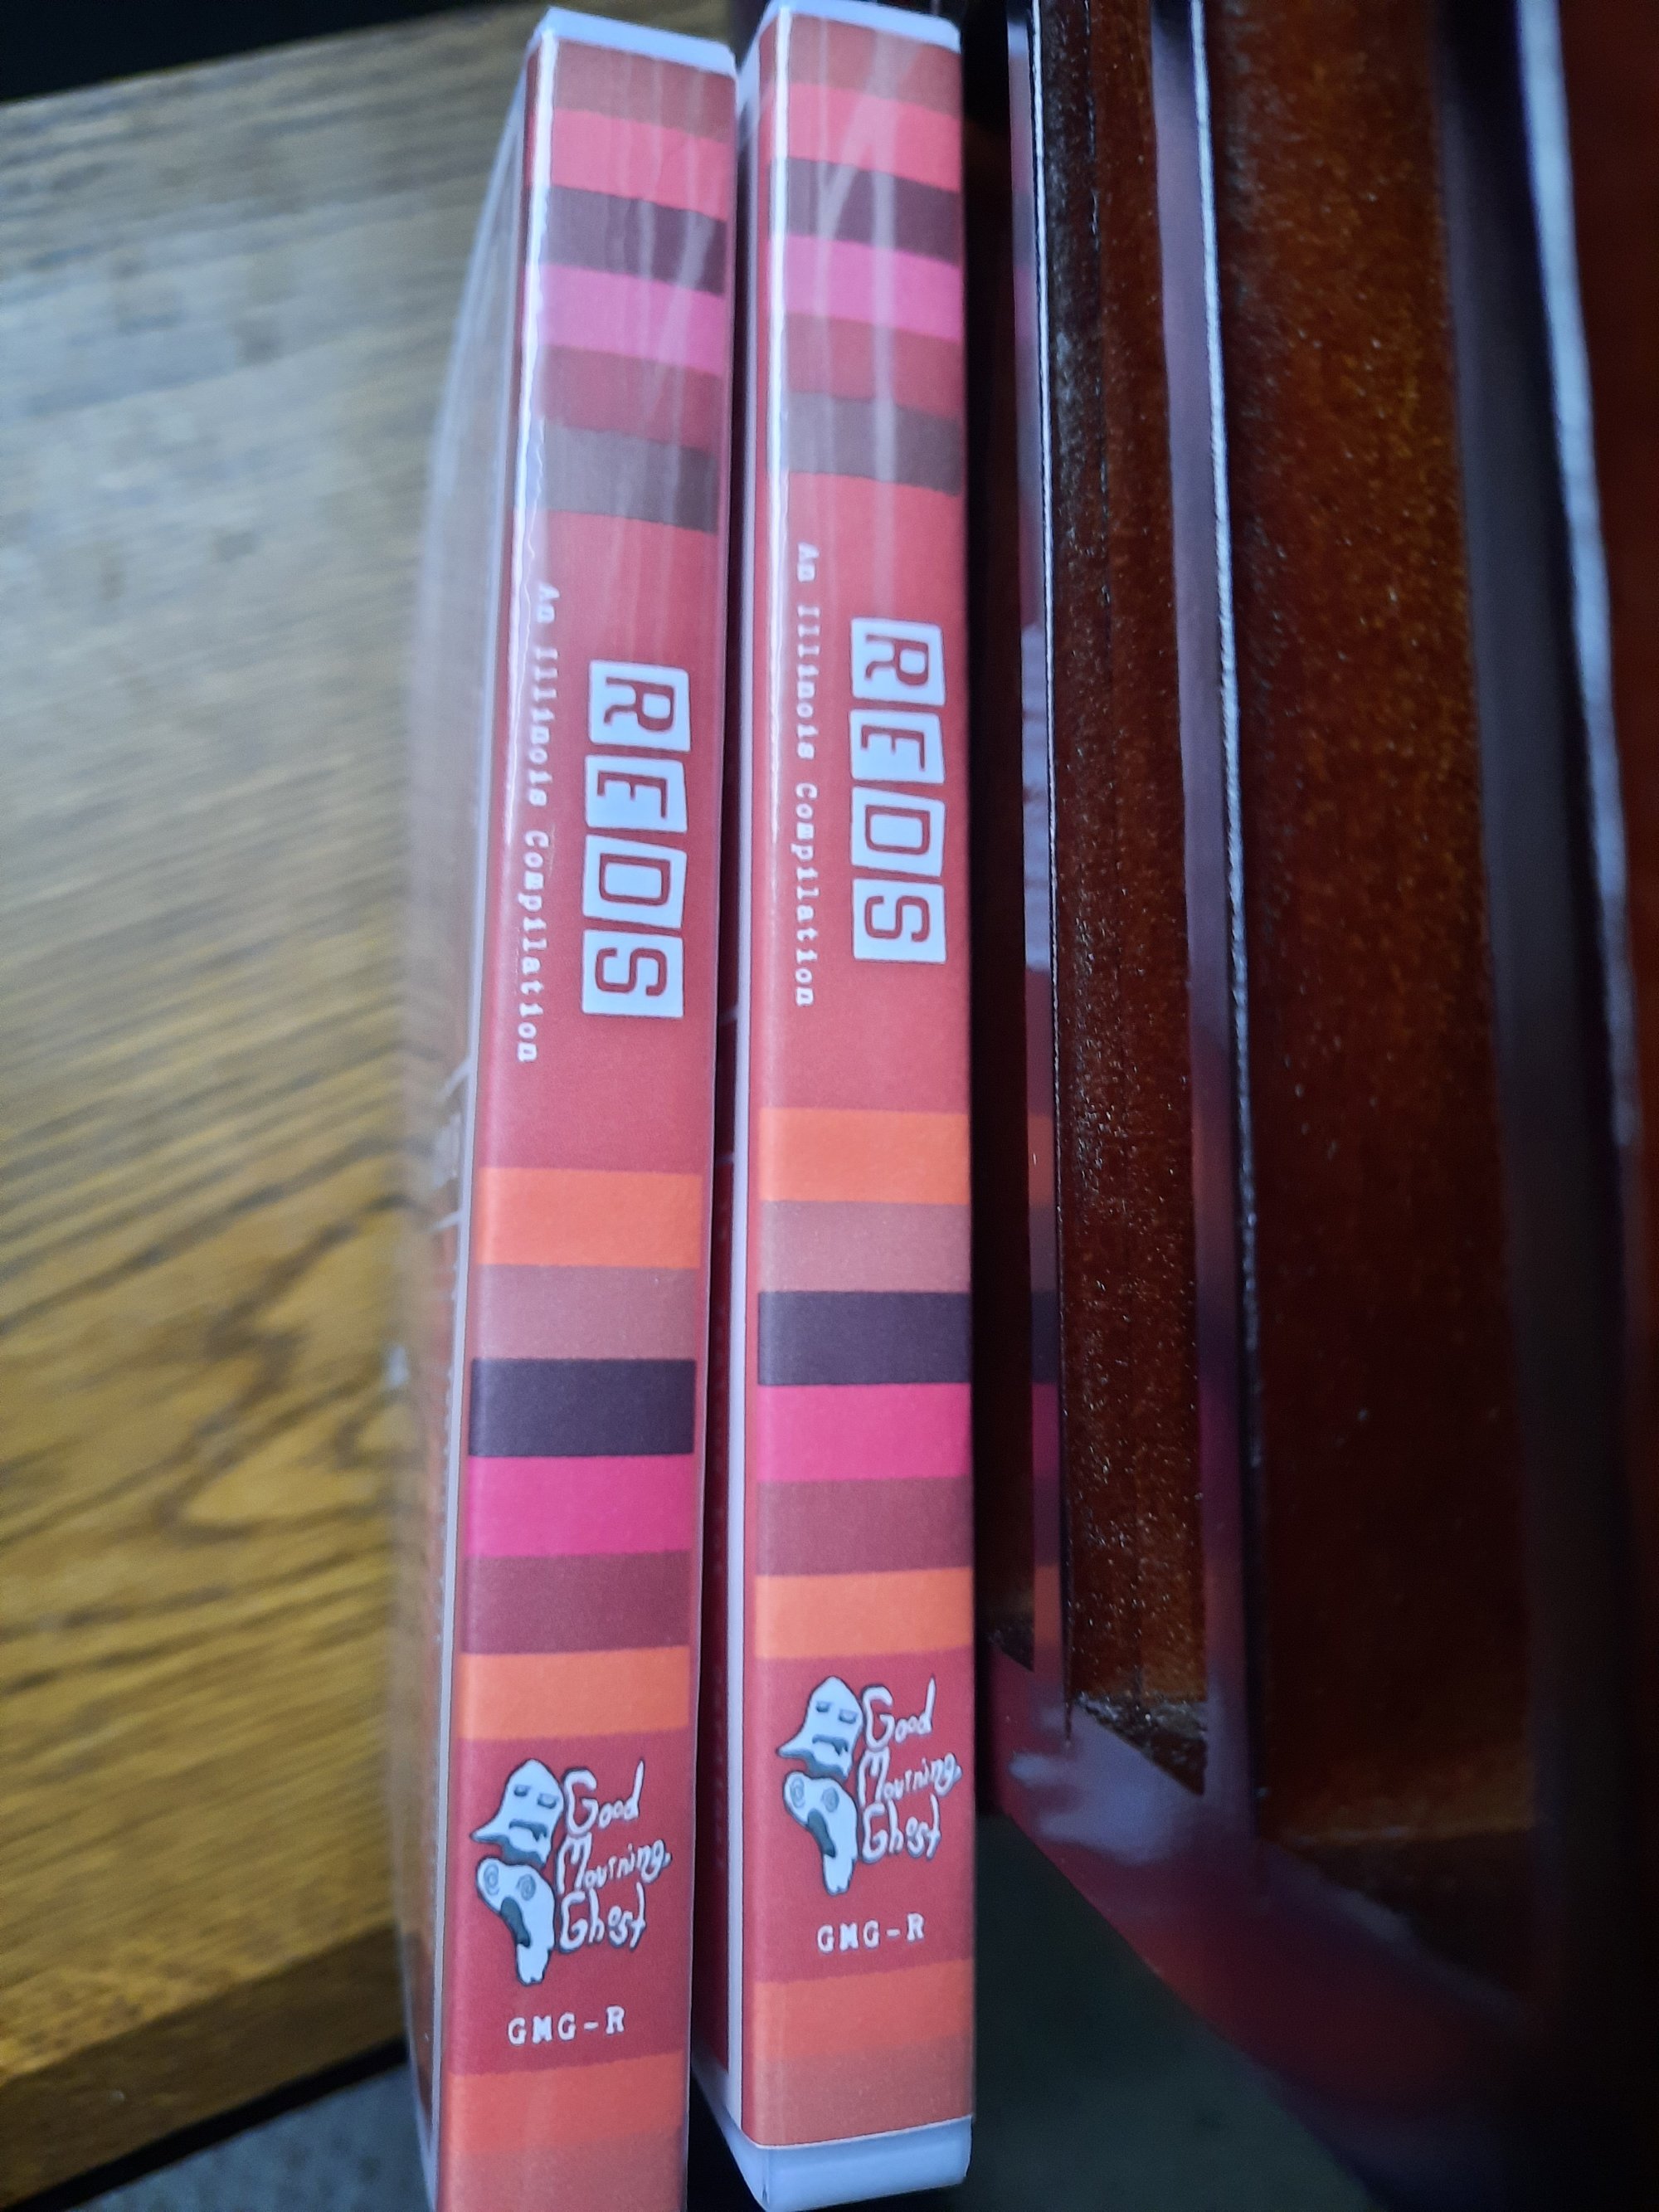 REDS
An Illinois Compilation
Good
Mourning,
Ghost
GMG-R
REDS
An Illinois Compilation
Good
Mourning,
Ghost
GMG-R